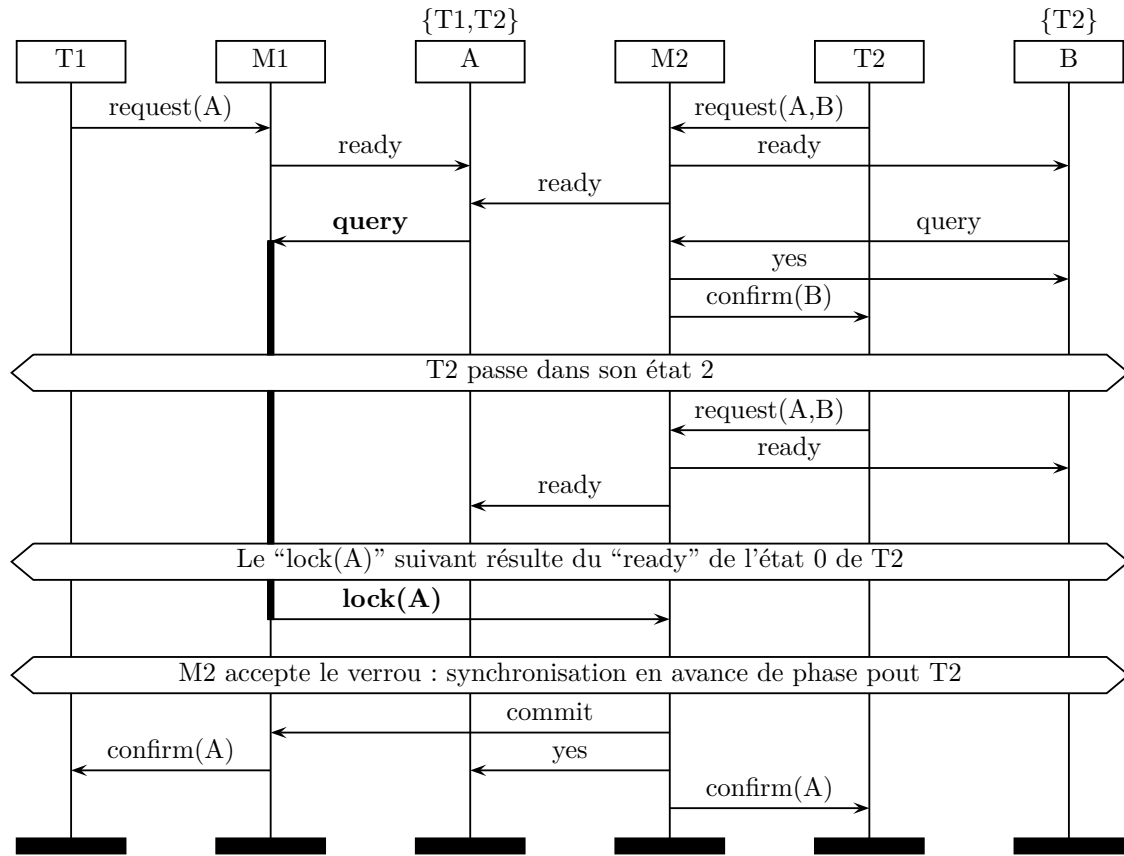 {T1,T2} {T2}
T1 M1 A M2 T2 B
request(A) request(A,B)
ready ready
ready
query query
yes
confirm(B)
T2 passe dans son état 2
request(A,B)
ready
ready
Le “lock(A)” suivant résulte du “ready” de l'état 0 de T2
lock(A)
M2 accepte le verrou : synchronisation en avance de phase pout T2
commit
confirm(A) yes
confirm(A)